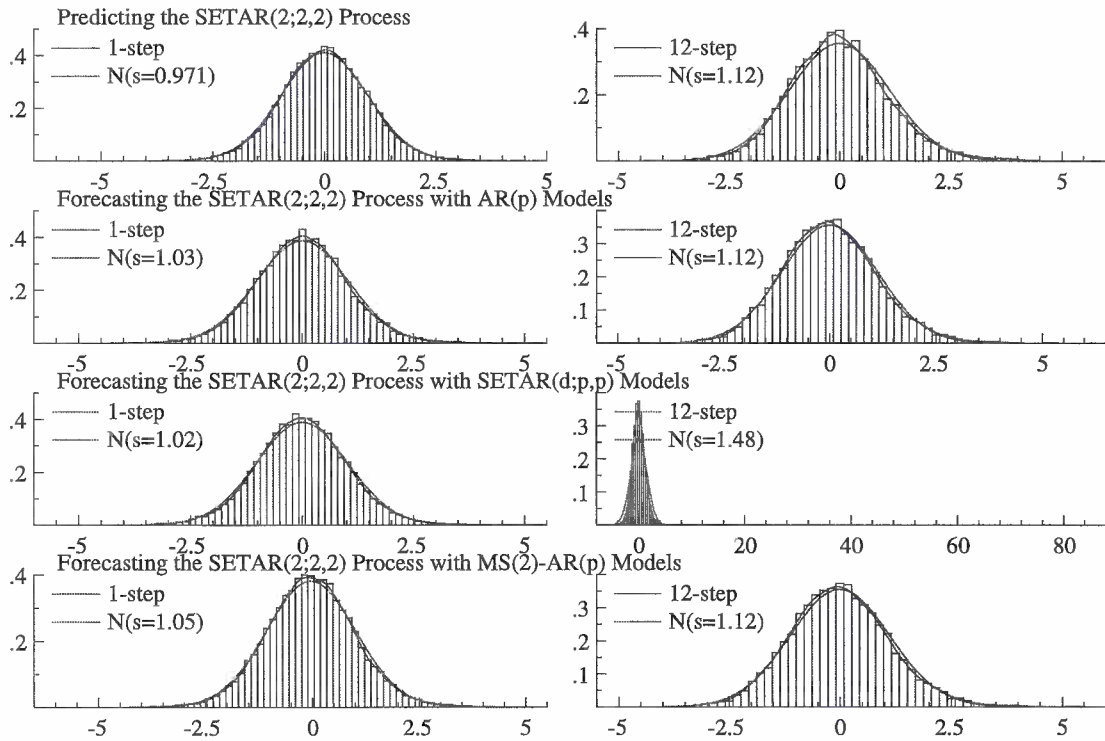 Predicting the SETAR(2;2,2) Process
.4
.2
1-step
N(s=0.971)
-5 -2.5 0 2.5 5
.4
.2
12-step
N(s=1.12)
-5 -2.5 0 2.5 5
Forecasting the SETAR(2;2,2) Process with AR(p) Models
.4
.2
1-step
N(s=1.03)
-5 -2.5 0 2.5 5
.3
.2
.1
12-step
N(s=1.12)
-5 -2.5 0 2.5 5
Forecasting the SETAR(2;2,2) Process with SETAR(d;p,p) Models
.4
.2
1-step
N(s=1.02)
-5 -2.5 0 2.5 5
.3
.2
.1
12-step
N(s=1.48)
0 20 40 60 80
Forecasting the SETAR(2;2,2) Process with MS(2)-AR(p) Models
.4
.2
1-step
N(s=1.05)
-5 -2.5 0 2.5 5
.3
.2
.1
12-step
N(s=1.12)
-5 -2.5 0 2.5 5